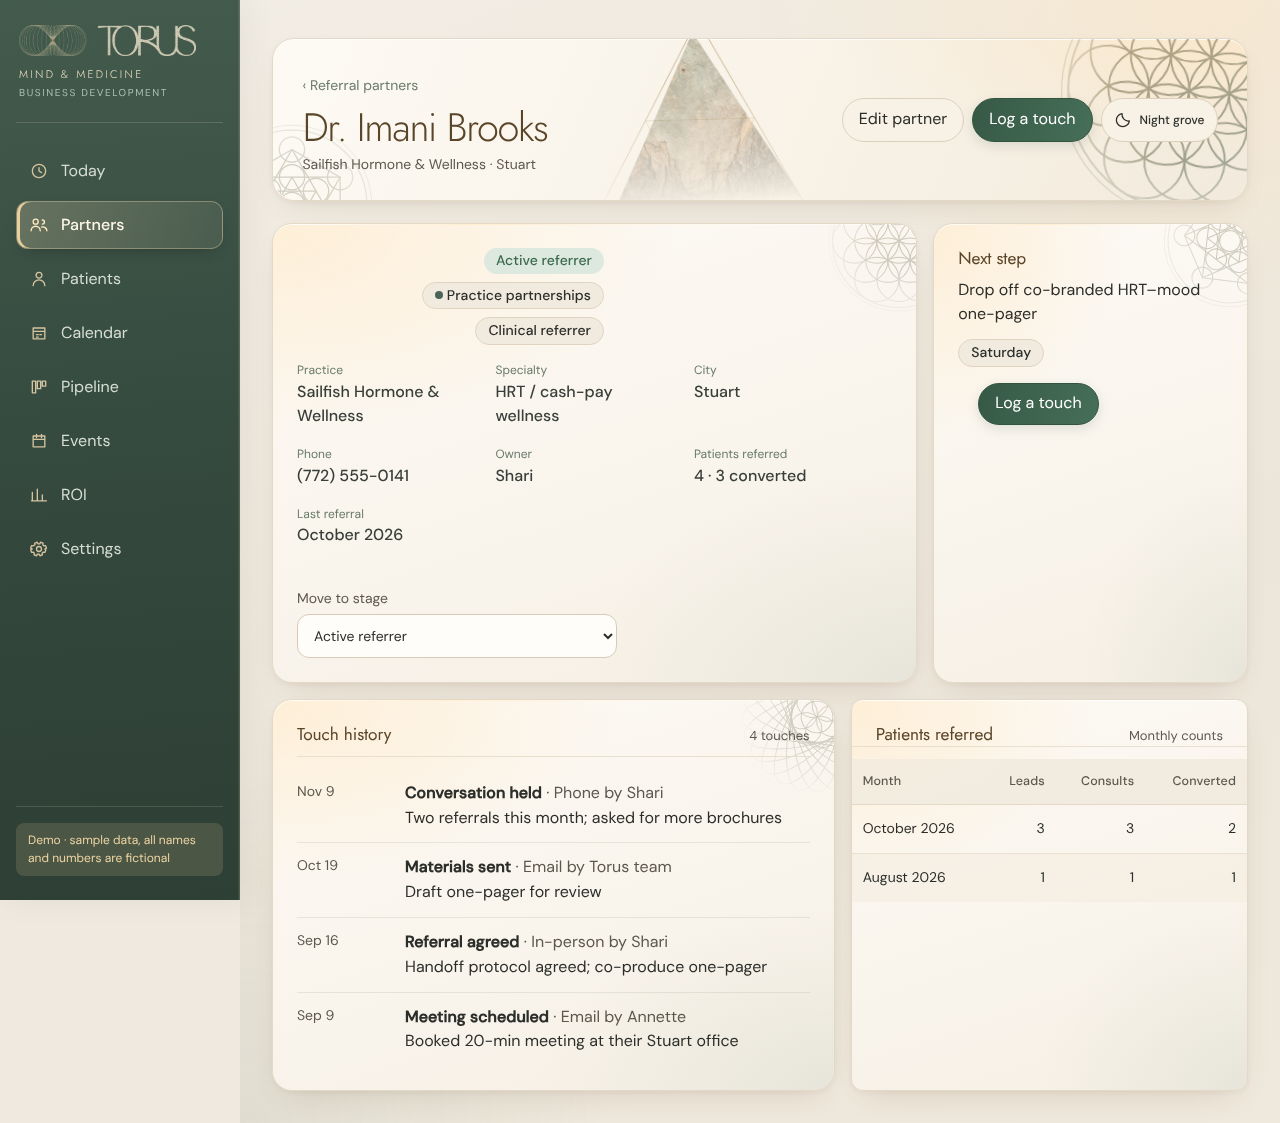 TORUS
MIND & MEDICINE
BUSINESS DEVELOPMENT
Today
Partners
Patients
Calendar
Pipeline
Events
ROI
Settings
Demo · sample data, all names
and numbers are fictional
‹ Referral partners
Dr. Imani Brooks
Sailfish Hormone & Wellness · Stuart
Edit partner
Log a touch
Night grove
Active referrer
Practice partnerships
Clinical referrer
Practice
Sailfish Hormone &
Wellness
Specialty
HRT / cash-pay
wellness
City
Stuart
Phone
(772) 555-0141
Owner
Shari
Patients referred
4 · 3 converted
Last referral
October 2026
Move to stage
Active referrer
Next step
Drop off co-branded HRT–mood
one-pager
Saturday
Log a touch
Touch history
4 touches
Nov 9
Conversation held · Phone by Shari
Two referrals this month; asked for more brochures
Oct 19
Materials sent · Email by Torus team
Draft one-pager for review
Sep 16
Referral agreed · In-person by Shari
Handoff protocol agreed; co-produce one-pager
Sep 9
Meeting scheduled · Email by Annette
Booked 20-min meeting at their Stuart office
Patients referred
Monthly counts
Month Leads Consults Converted
October 2026 3 3 2
August 2026 1 1 1